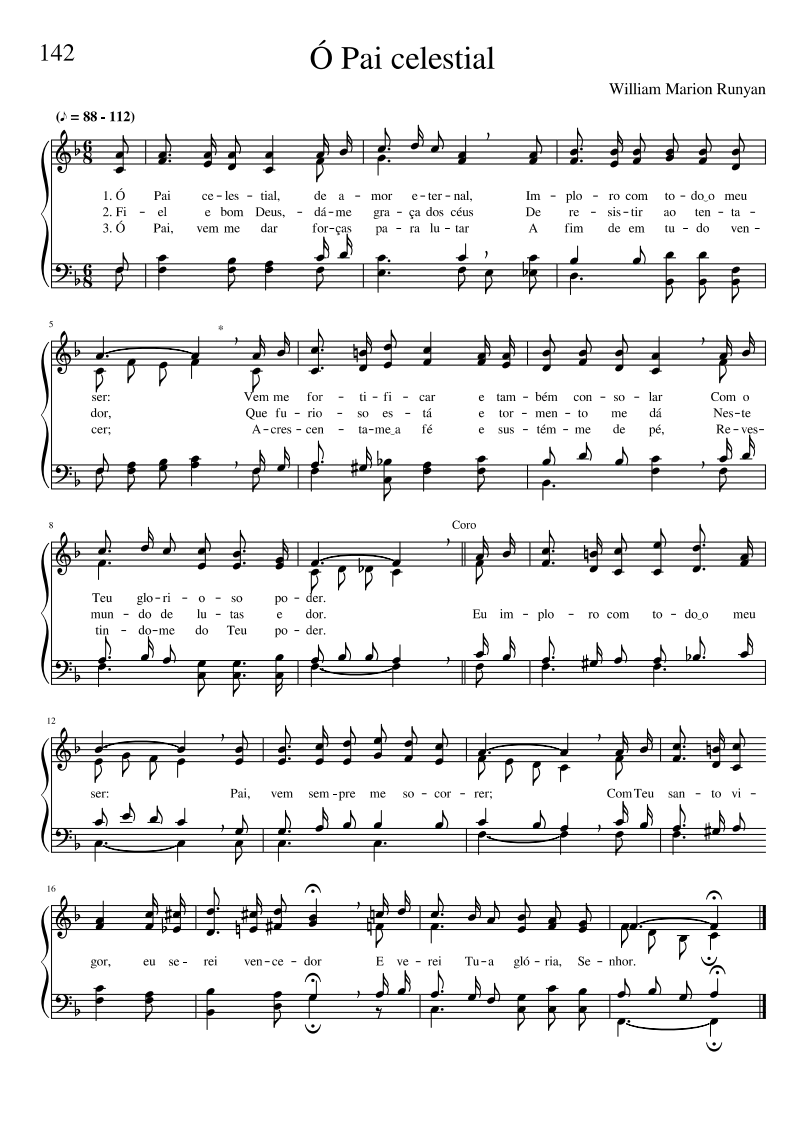 142
Ó Pai celestial
William Marion Runyan
(♪ = 88 - 112)
1. Ó Pai ce-les-tial, de a-mor e-ter-nal, Im-plo-ro com to-do‿o meu
2. Fi-el e bom Deus, dá-me gra-ça dos céus De re-sis-tir ao ten-ta-
3. Ó Pai, vem me dar for-ças pa-ra lu-tar A fim de em tu-do ven-
5
*
ser: Vem me for-ti-fi-car e tam-bém con-so-lar Com o
dor, Que fu-rio-so es-tá e tor-men-to me dá Nes-te
cer; A-cres-cen-ta-me‿a fé e sus-tém-me de pé, Re-ves-
8
Coro
Teu glo-ri-o-so po-der.
mun-do de lu-tas e dor. Eu im-plo-ro com to-do‿o meu
tin-do-me do Teu po-der.
12
ser: Pai, vem sem-pre me so-cor-rer; Com Teu san-to vi-
16
gor, eu se-rei ven-ce-dor E ve-rei Tu-a gló-ria, Se-nhor.